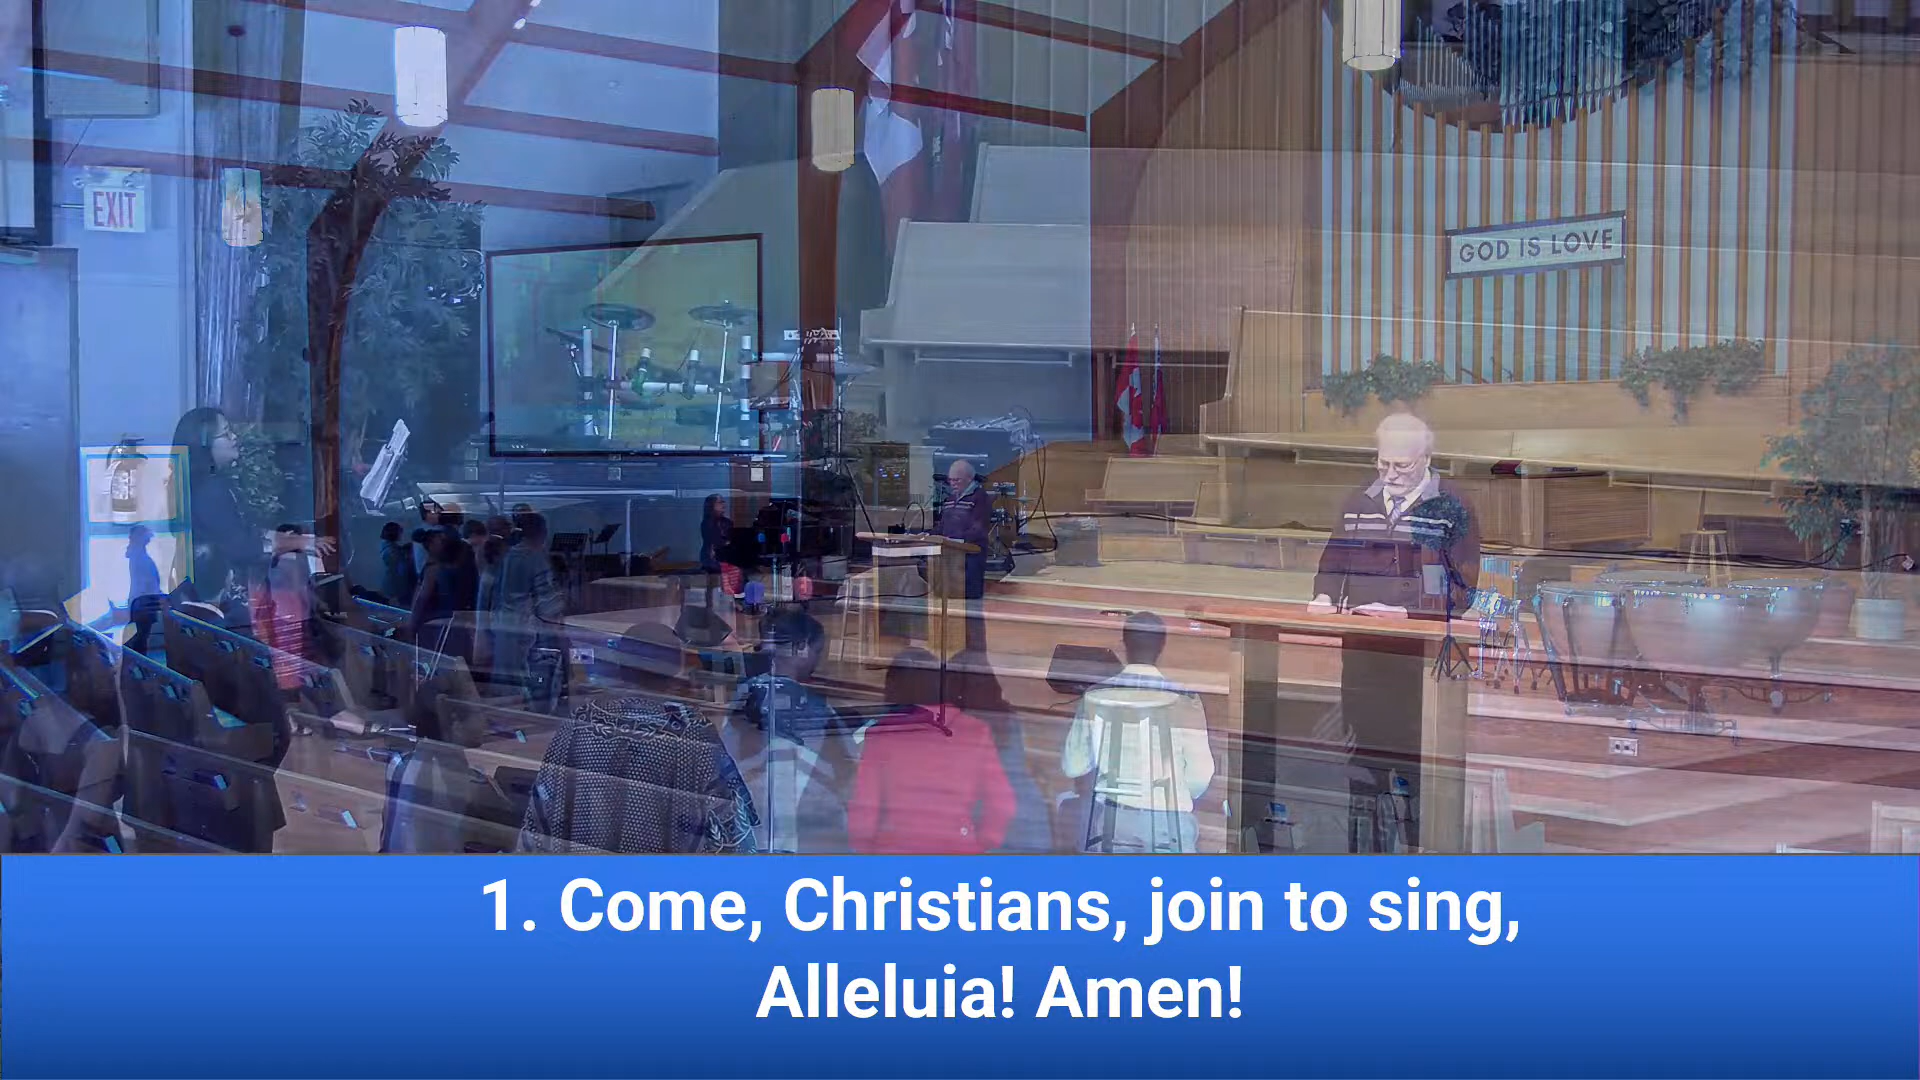 EXIT
GOD IS LOVE
1. Come, Christians, join to sing,
Alleluia! Amen!